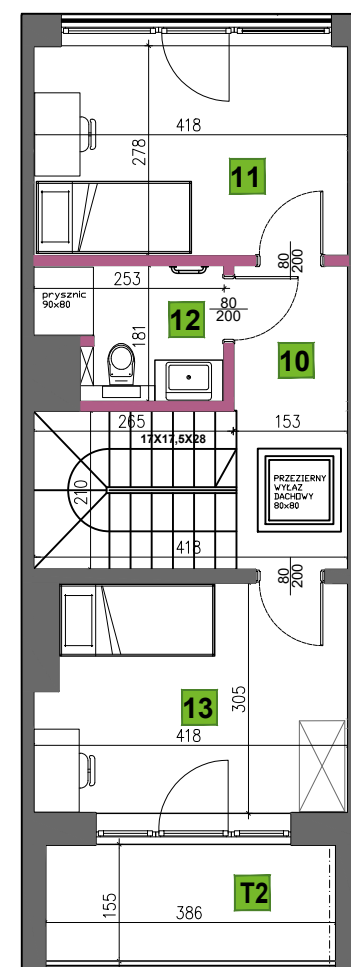 418
278
11
80
200
253
prysznic
90x80
12
80
200
181
10
265
153
17X17,5X28
210
PRZEZIERNY
WYŁAZ
DACHOWY
80x80
418
80
200
13
305
418
T2
155
386